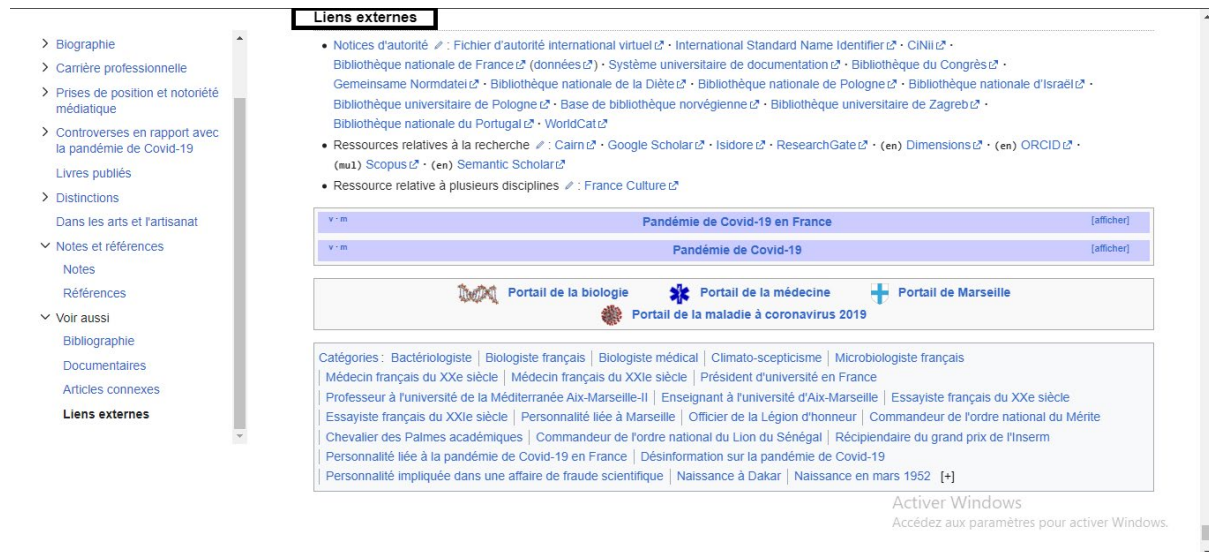 Biographie
Carrière professionnelle
Prises de position et notoriété
médiatique
Controverses en rapport avec
la pandémie de Covid-19
Livres publiés
Distinctions
Dans les arts et l'artisanat
Notes et références
Notes
Références
Voir aussi
Bibliographie
Documentaires
Articles connexes
Liens externes
Liens externes
• Notices d'autorité : Fichier d'autorité international virtuel · International Standard Name Identifier · CiNii ·
Bibliothèque nationale de France (données) · Système universitaire de documentation · Bibliothèque du Congrès ·
Gemeinsame Normdatei · Bibliothèque nationale de la Diète · Bibliothèque nationale de Pologne · Bibliothèque nationale d'Israël ·
Bibliothèque universitaire de Pologne · Base de bibliothèque norvégienne · Bibliothèque universitaire de Zagreb ·
Bibliothèque nationale du Portugal · WorldCat
• Ressources relatives à la recherche : Cairn · Google Scholar · Isidore · ResearchGate · (en) Dimensions · (en) ORCID ·
(mul) Scopus · (en) Semantic Scholar
• Ressource relative à plusieurs disciplines : France Culture
v · m Pandémie de Covid-19 en France [afficher]
v · m Pandémie de Covid-19 [afficher]
Portail de la biologie Portail de la médecine Portail de Marseille
Portail de la maladie à coronavirus 2019
Catégories : Bactériologiste | Biologiste français | Biologiste médical | Climato-scepticisme | Microbiologiste français
| Médecin français du XXe siècle | Médecin français du XXIe siècle | Président d'université en France
| Professeur à l'université de la Méditerranée Aix-Marseille-II | Enseignant à l'université d'Aix-Marseille | Essayiste français du XXe siècle
| Essayiste français du XXIe siècle | Personnalité liée à Marseille | Officier de la Légion d'honneur | Commandeur de l'ordre national du Mérite
| Chevalier des Palmes académiques | Commandeur de l'ordre national du Lion du Sénégal | Récipiendaire du grand prix de l'Inserm
| Personnalité liée à la pandémie de Covid-19 en France | Désinformation sur la pandémie de Covid-19
| Personnalité impliquée dans une affaire de fraude scientifique | Naissance à Dakar | Naissance en mars 1952 [+]
Activer Windows
Accédez aux paramètres pour activer Windows.